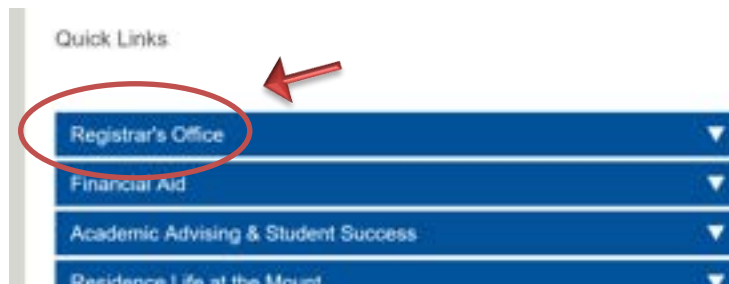 Quick Links
Registrar's Office
Financial Aid
Academic Advising & Student Success
Residence Life at the Mount